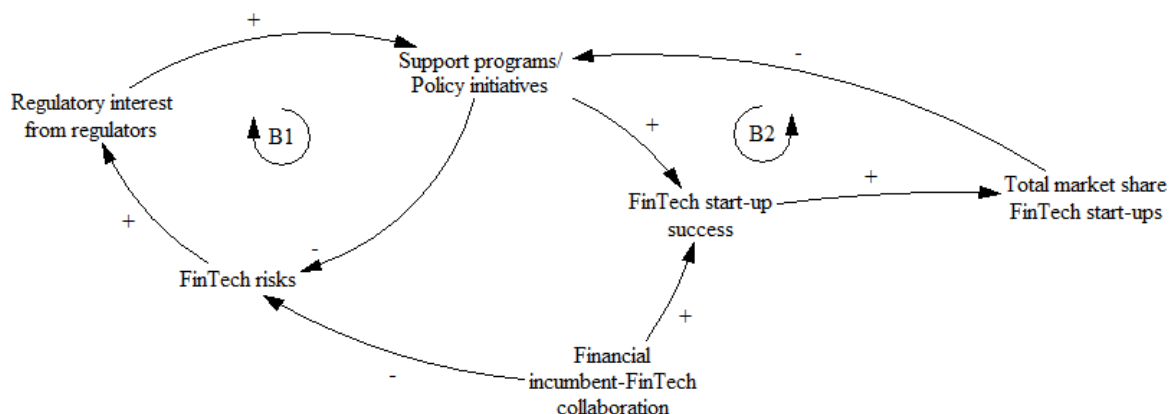 +
-
Support programs/
Policy initiatives
Regulatory interest
from regulators
B1
+
B2
+
+
Total market share
FinTech start-ups
FinTech start-up
success
-
FinTech risks
+
-
Financial
incumbent-FinTech
collaboration